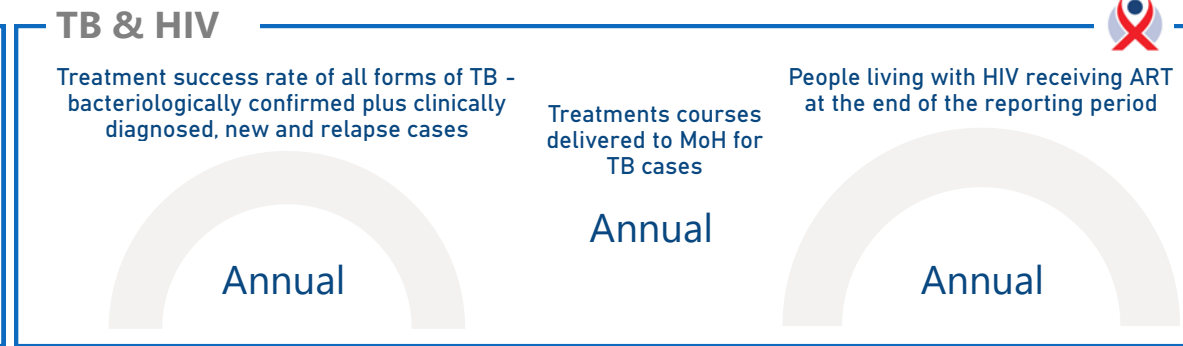 TB & HIV
Treatment success rate of all forms of TB -
bacteriologically confirmed plus clinically
diagnosed, new and relapse cases
Annual
Treatments courses
delivered to MoH for
TB cases
Annual
People living with HIV receiving ART
at the end of the reporting period
Annual